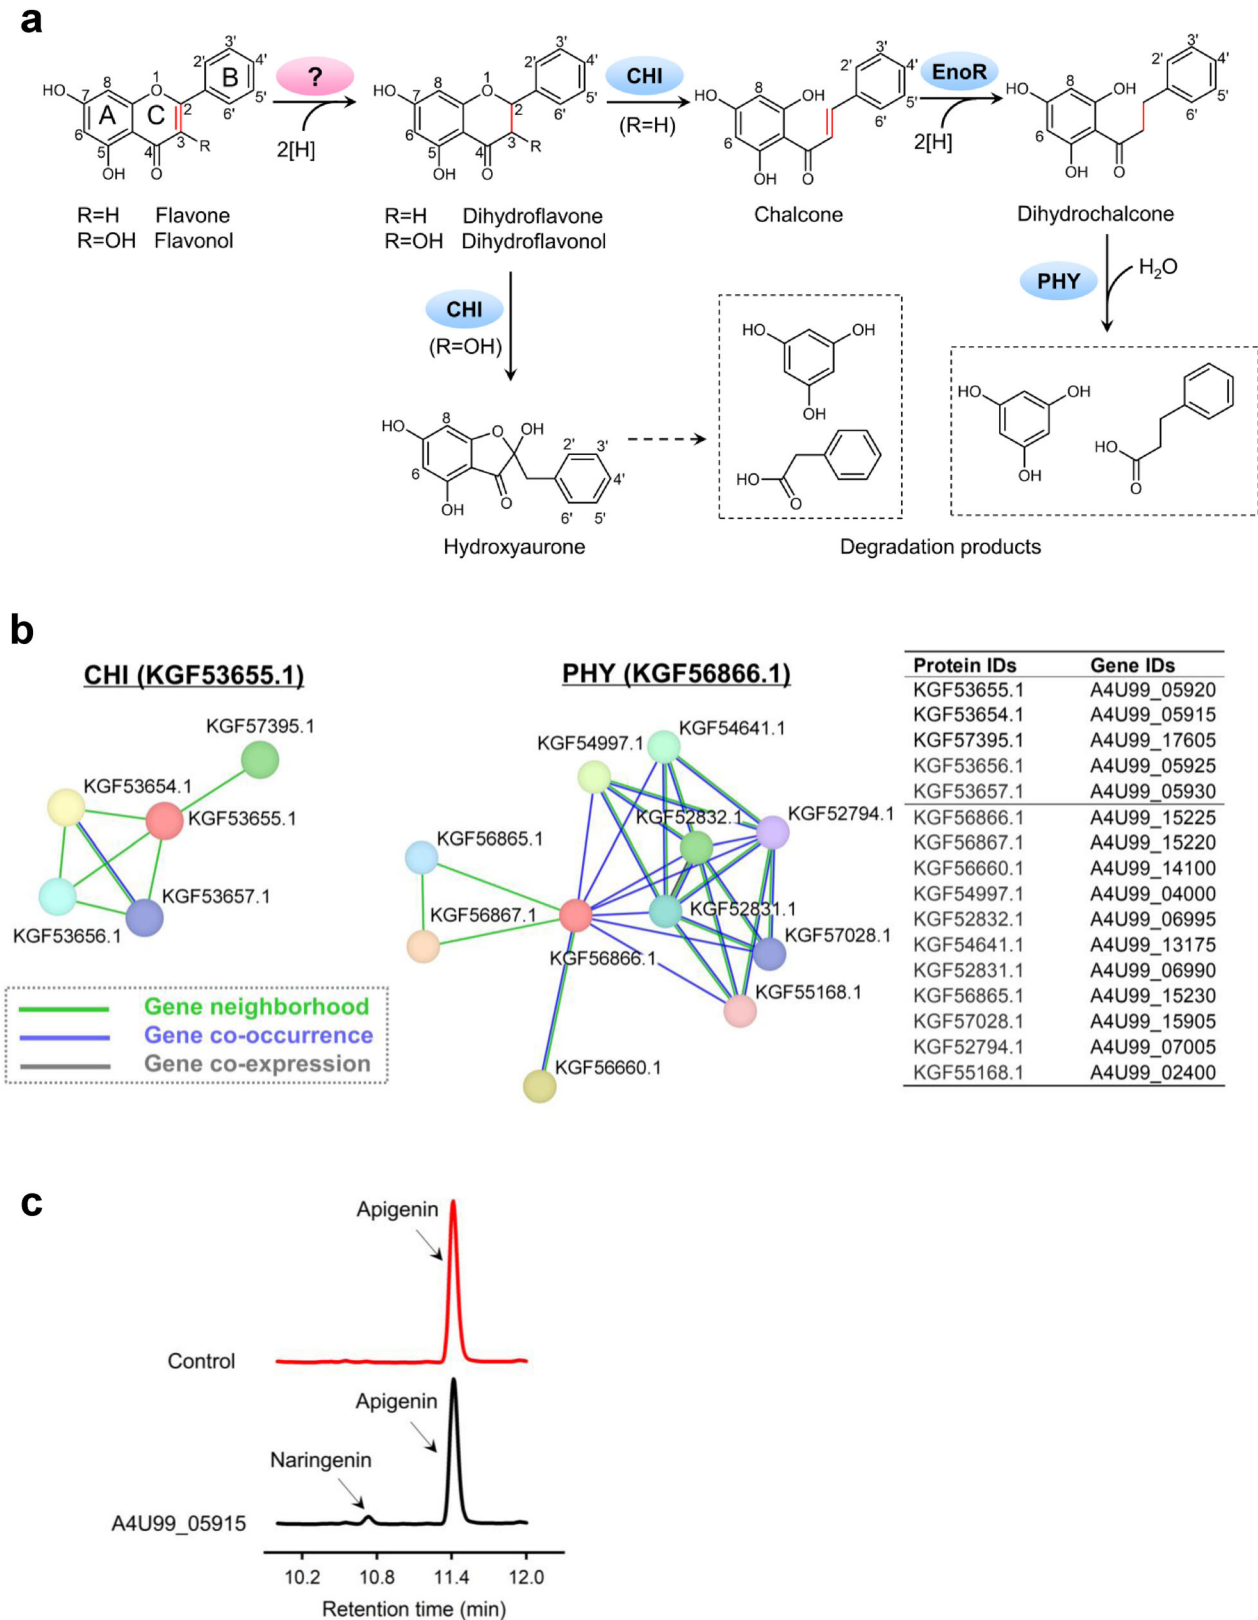 a
HO
7
8
1
O
2
A
C
B
2'
3'
4'
5'
6'
6
5
4
3
R
OH
O
?
2[H]
HO
7
8
1
O
2
2'
3'
4'
5'
6'
6
5
4
3
R
OH
O
CHI
(R=H)
HO
8
OH
2'
3'
4'
5'
6'
6
OH
O
EnoR
2[H]
HO
8
OH
2'
3'
4'
5'
6'
6
OH
O
R=H Flavone
R=OH Flavonol
R=H Dihydroflavone
R=OH Dihydroflavonol
Chalcone
Dihydrochalcone
CHI
(R=OH)
PHY
H2O
HO
8
O
OH
2'
3'
4'
5'
6'
6
OH
O
Hydroxyaurone
HO
OH
OH
HO
O
HO
OH
OH
HO
O
Degradation products
b
CHI (KGF53655.1)
KGF57395.1
KGF53654.1
KGF53655.1
KGF53657.1
KGF53656.1
Gene neighborhood
Gene co-occurrence
Gene co-expression
PHY (KGF56866.1)
KGF54641.1
KGF54997.1
KGF52832.1
KGF52794.1
KGF56865.1
KGF56867.1
KGF52831.1
KGF57028.1
KGF56866.1
KGF55168.1
KGF56660.1
Protein IDs Gene IDs
KGF53655.1 A4U99_05920
KGF53654.1 A4U99_05915
KGF57395.1 A4U99_17605
KGF53656.1 A4U99_05925
KGF53657.1 A4U99_05930
KGF56866.1 A4U99_15225
KGF56867.1 A4U99_15220
KGF56660.1 A4U99_14100
KGF54997.1 A4U99_04000
KGF52832.1 A4U99_06995
KGF54641.1 A4U99_13175
KGF52831.1 A4U99_06990
KGF56865.1 A4U99_15230
KGF57028.1 A4U99_15905
KGF52794.1 A4U99_07005
KGF55168.1 A4U99_02400
c
Apigenin
Control
Apigenin
Naringenin
A4U99_05915
10.2 10.8 11.4 12.0
Retention time (min)